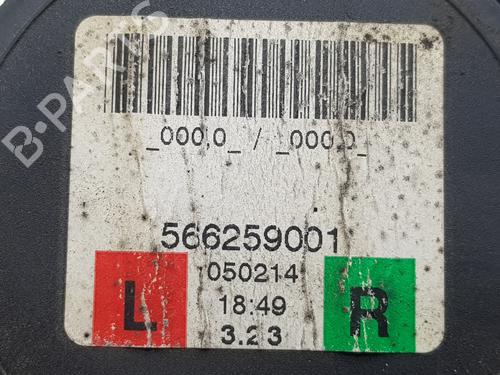 B-PARTS
_000,0_ / _000,0_
566259001
050214
18:49
3.23
L
R